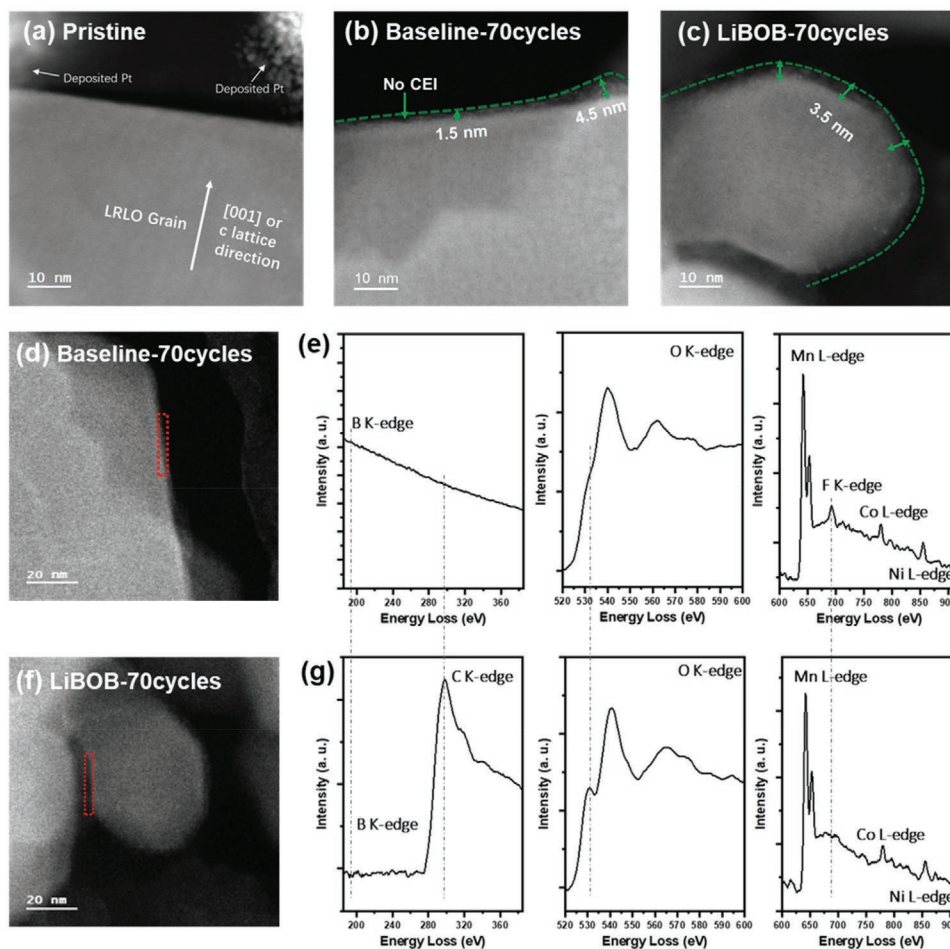 (a) Pristine
Deposited Pt
Deposited Pt
LRLO Grain
[001] or
c lattice
direction
10 nm
(b) Baseline-70cycles
No CEI
1.5 nm
4.5 nm
10 nm
(c) LiBOB-70cycles
3.5 nm
10 nm
(d) Baseline-70cycles
20 nm
(e)
B K-edge
Intensity (a. u.)
200 240 280 320 360
Energy Loss (eV)
O K-edge
Intensity (a. u.)
520 530 540 550 560 570 580 590 600
Energy Loss (eV)
Mn L-edge
F K-edge
Co L-edge
Ni L-edge
Intensity (a. u.)
600 650 700 750 800 850 900
Energy Loss (eV)
(f) LiBOB-70cycles
20 nm
(g)
C K-edge
B K-edge
Intensity (a. u.)
200 240 280 320 360
Energy Loss (eV)
O K-edge
Intensity (a. u.)
520 530 540 550 560 570 580 590 600
Energy Loss (eV)
Mn L-edge
Co L-edge
Ni L-edge
Intensity (a. u.)
600 650 700 750 800 850 900
Energy Loss (eV)